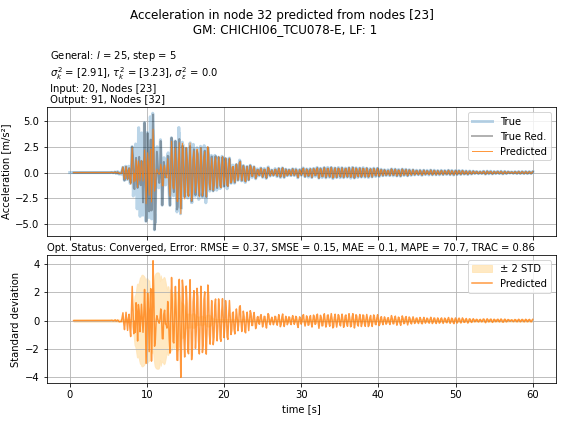 Acceleration in node 32 predicted from nodes [23]
GM: CHICHI06_TCU078-E, LF: 1
General: l = 25, step = 5
σ²ₖ = [2.91], τ²ₖ = [3.23], σ²ε = 0.0
Input: 20, Nodes [23]
Output: 91, Nodes [32]
Acceleration [m/s²]
5.0
2.5
0.0
−2.5
−5.0
True
True Red.
Predicted
Opt. Status: Converged, Error: RMSE = 0.37, SMSE = 0.15, MAE = 0.1, MAPE = 70.7, TRAC = 0.86
Standard deviation
4
2
0
−2
−4
± 2 STD
Predicted
0 10 20 30 40 50 60
time [s]